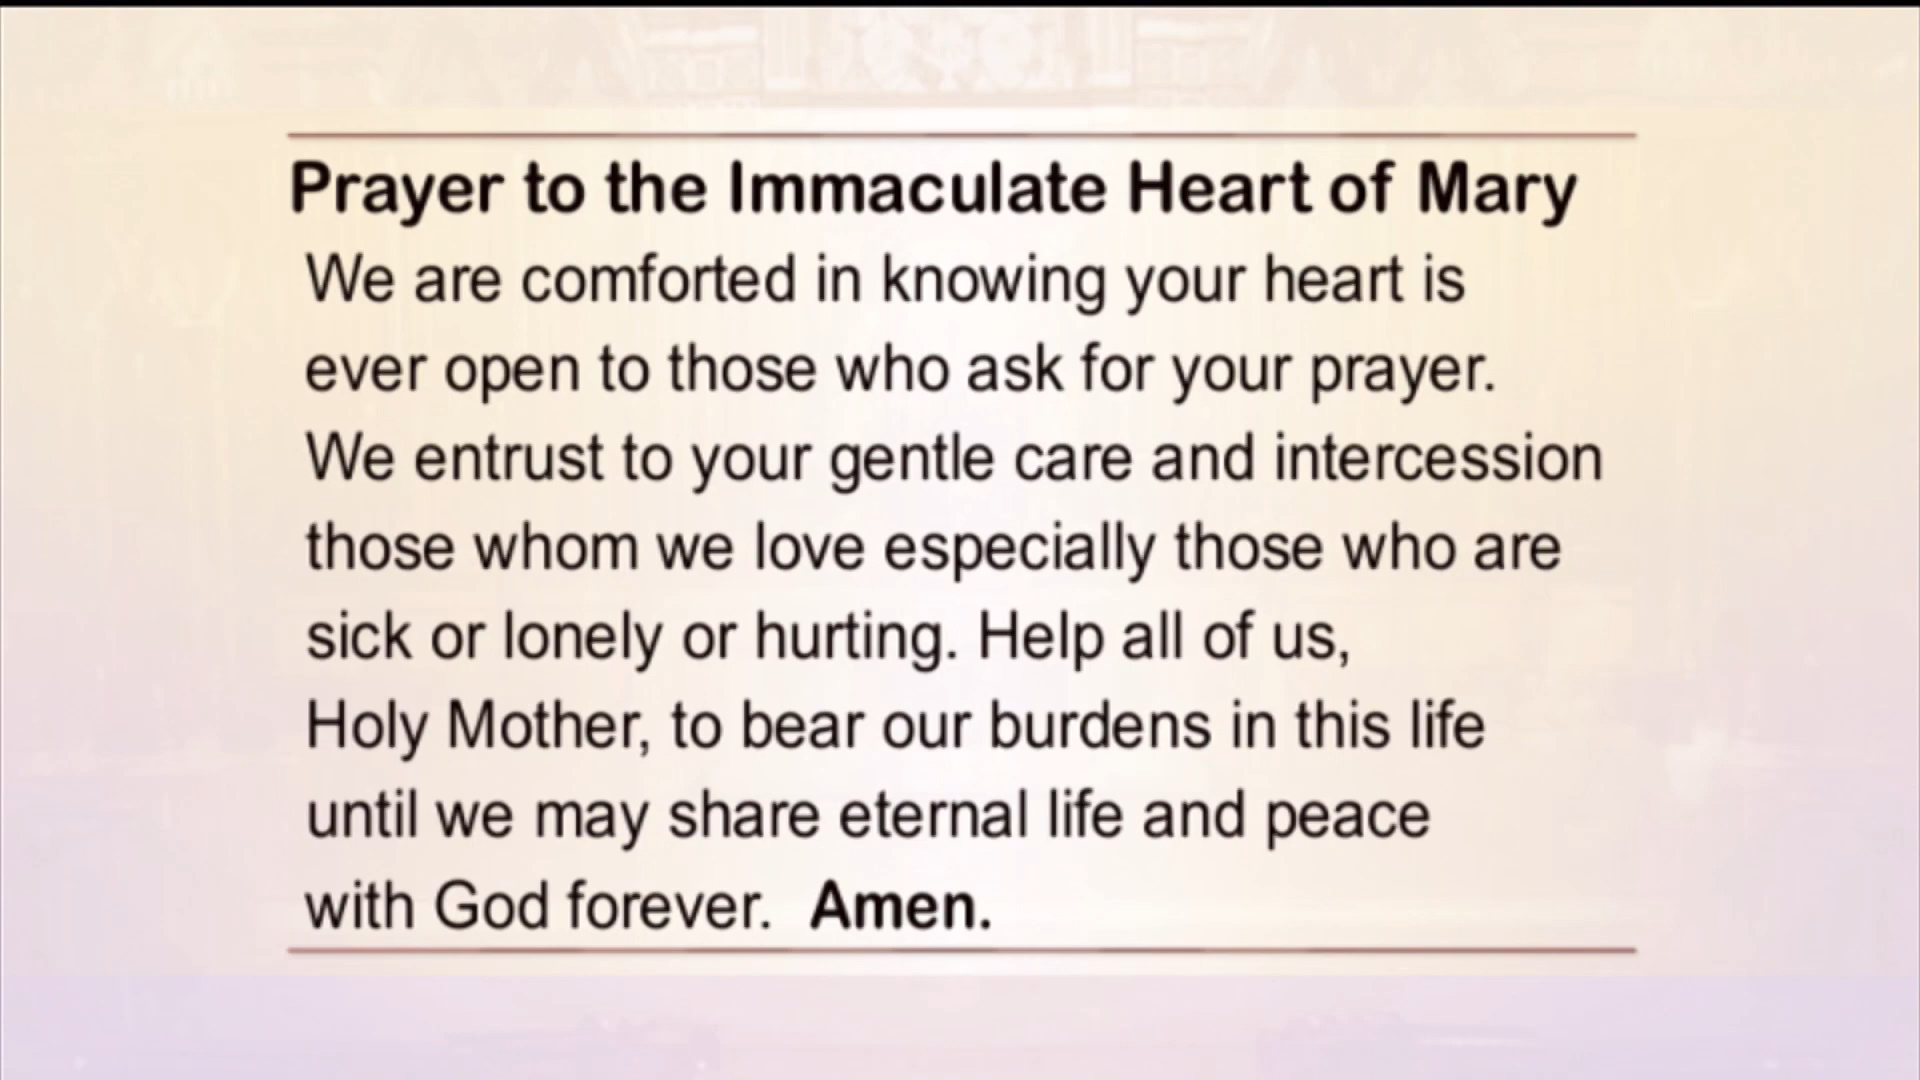 Prayer to the Immaculate Heart of Mary
We are comforted in knowing your heart is
ever open to those who ask for your prayer.
We entrust to your gentle care and intercession
those whom we love especially those who are
sick or lonely or hurting. Help all of us,
Holy Mother, to bear our burdens in this life
until we may share eternal life and peace
with God forever.  Amen.